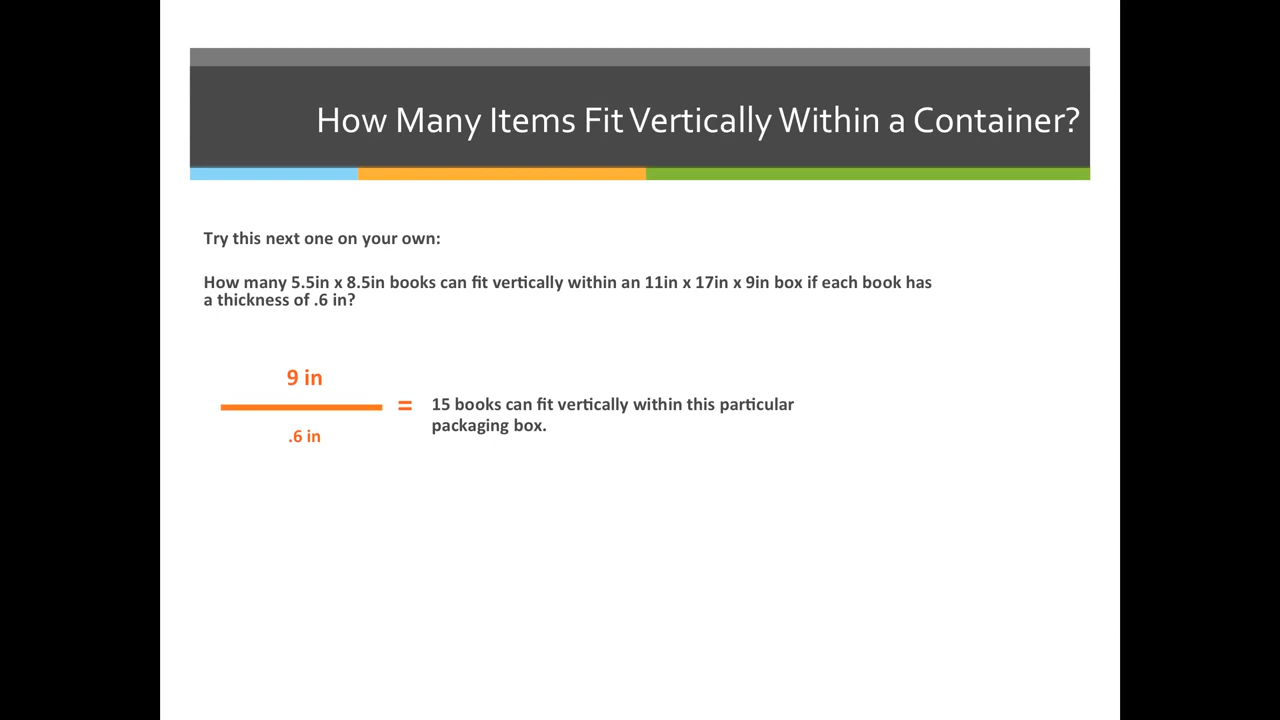 How Many Items Fit Vertically Within a Container?
Try this next one on your own:
How many 5.5in x 8.5in books can fit vertically within an 11in x 17in x 9in box if each book has
a thickness of .6 in?
9 in
.6 in
=
15 books can fit vertically within this particular
packaging box.